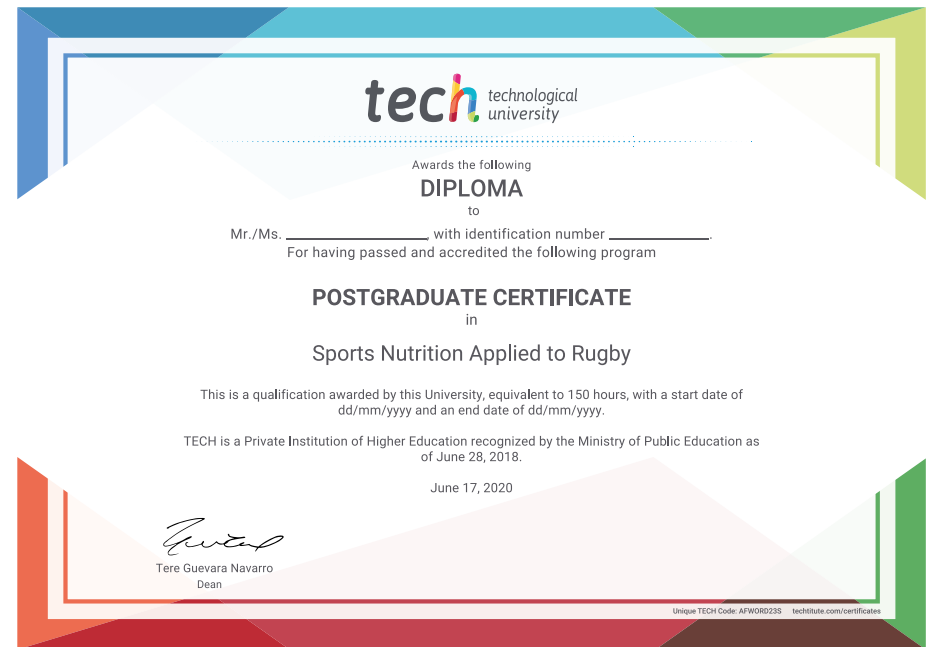 tech technological
university
Awards the following
DIPLOMA
to
Mr./Ms. ________________, with identification number ____________.
For having passed and accredited the following program
POSTGRADUATE CERTIFICATE
in
Sports Nutrition Applied to Rugby
This is a qualification awarded by this University, equivalent to 150 hours, with a start date of
dd/mm/yyyy and an end date of dd/mm/yyyy.
TECH is a Private Institution of Higher Education recognized by the Ministry of Public Education as
of June 28, 2018.
June 17, 2020
Tere Guevara Navarro
Dean
Unique TECH Code: AFWORD23S techtitute.com/certificates